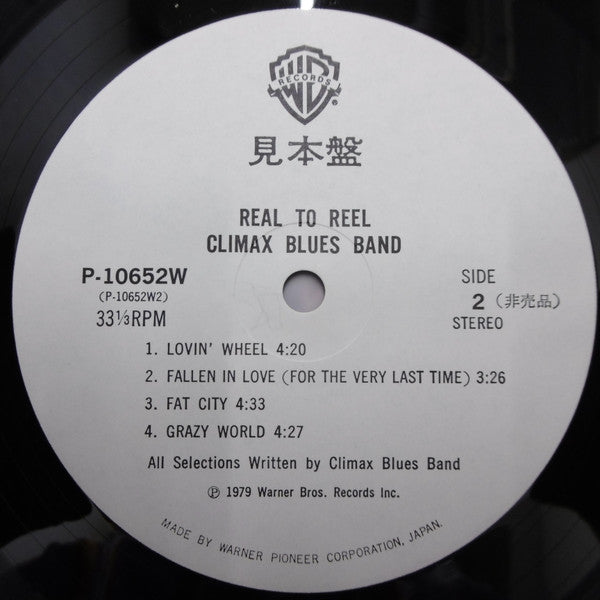 RECORDS
®
見本盤
REAL TO REEL
CLIMAX BLUES BAND
P-10652W
(P-10652W2)
33⅓RPM
SIDE
2 (非売品)
STEREO
1. LOVIN' WHEEL 4:20
2. FALLEN IN LOVE (FOR THE VERY LAST TIME) 3:26
3. FAT CITY 4:33
4. GRAZY WORLD 4:27
All Selections Written by Climax Blues Band
℗ 1979 Warner Bros. Records Inc.
MADE BY WARNER PIONEER CORPORATION, JAPAN.